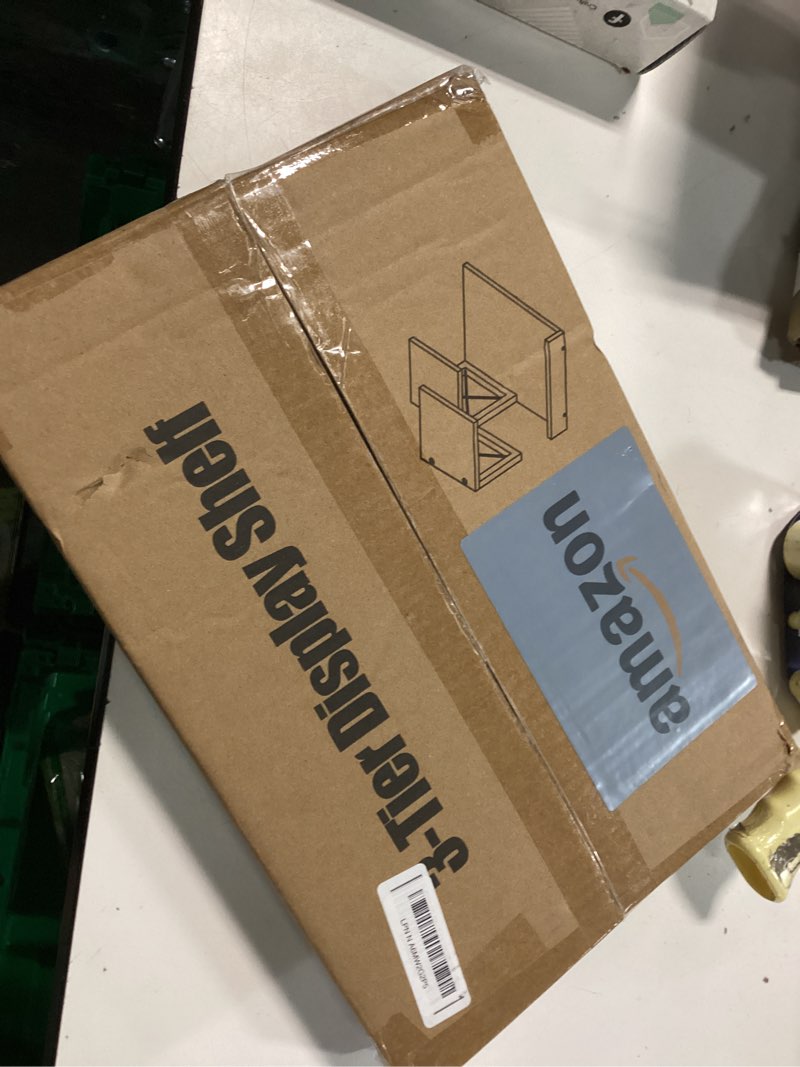 3-Tier Display Shelf
amazon